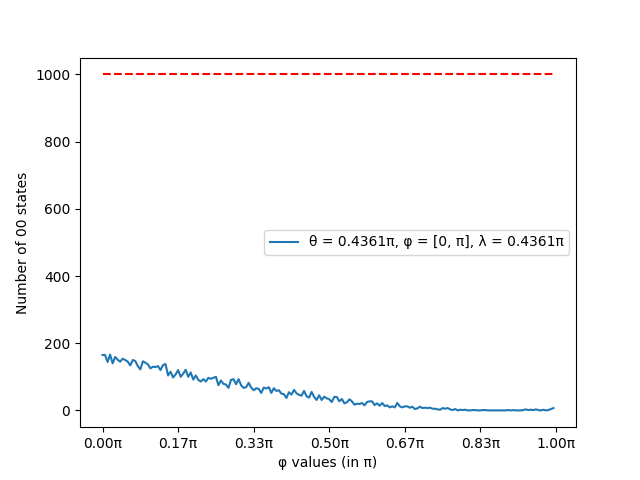 1000
800
600
400
200
0
Number of 00 states
θ = 0.4361π, φ = [0, π], λ = 0.4361π
0.00π 0.17π 0.33π 0.50π 0.67π 0.83π 1.00π
φ values (in π)